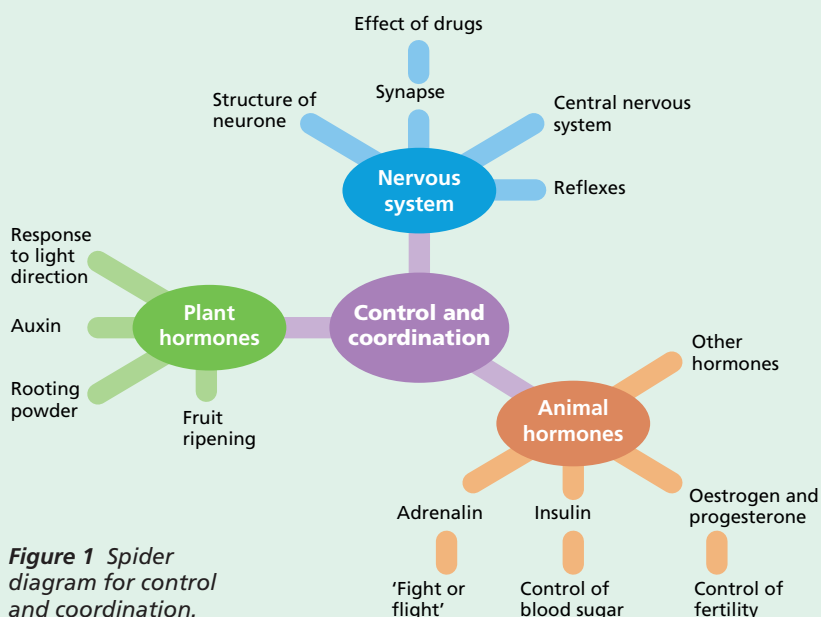 Effect of drugs
Synapse
Structure of
neurone
Central nervous
system
Nervous
system
Reflexes
Response
to light
direction
Auxin
Rooting
powder
Plant
hormones
Fruit
ripening
Control and
coordination
Other
hormones
Animal
hormones
Adrenalin
Insulin
Oestrogen and
progesterone
‘Fight or
flight’
Control of
blood sugar
Control of
fertility
Figure 1 Spider
diagram for control
and coordination.